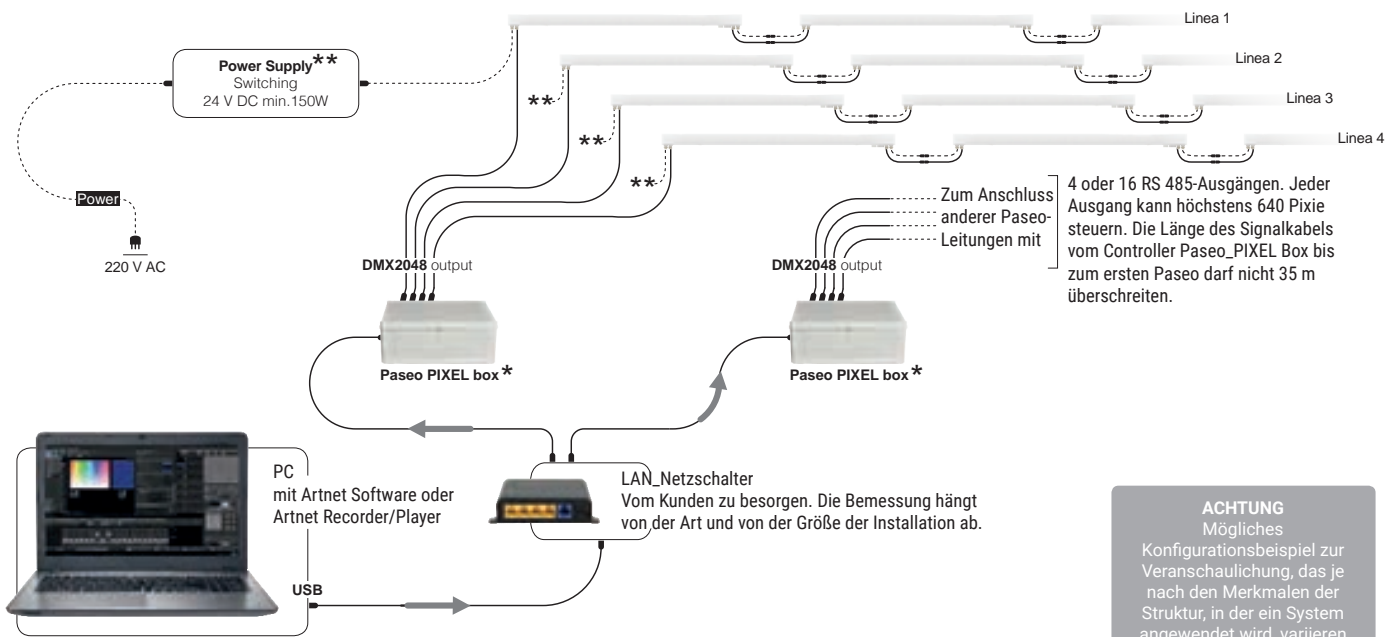 Linea 1
Linea 2
Linea 3
Linea 4
Power Supply**
Switching
24 V DC min.150W
**
**
**
Power
220 V AC
DMX2048 output
Paseo PIXEL box*
DMX2048 output
Paseo PIXEL box*
Zum Anschluss
anderer Paseo-
Leitungen mit
4 oder 16 RS 485-Ausgängen. Jeder
Ausgang kann höchstens 640 Pixie
steuern. Die Länge des Signalkabels
vom Controller Paseo_PIXEL Box bis
zum ersten Paseo darf nicht 35 m
überschreiten.
PC
mit Artnet Software oder
Artnet Recorder/Player
USB
LAN_Netzschalter
Vom Kunden zu besorgen. Die Bemessung hängt
von der Art und von der Größe der Installation ab.
ACHTUNG
Mögliches
Konfigurationsbeispiel zur
Veranschaulichung, das je
nach den Merkmalen der
Struktur, in der ein System
angewendet wird, variieren